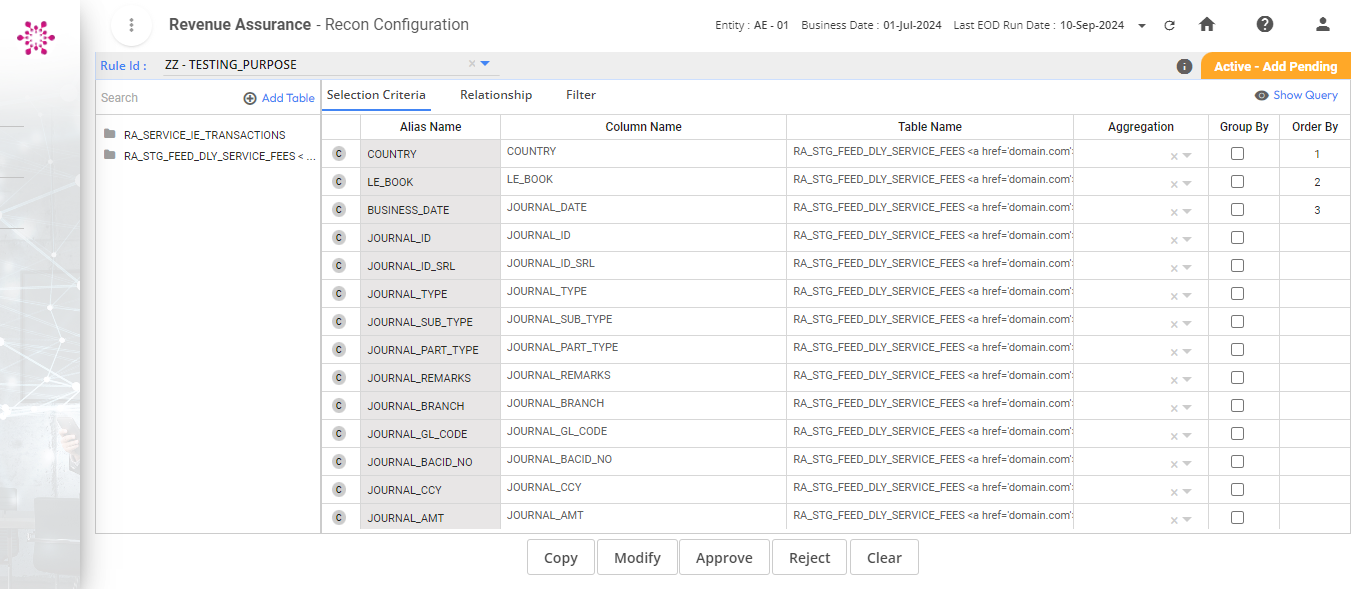 Revenue Assurance - Recon Configuration
Entity : AE - 01 Business Date : 01-Jul-2024 Last EOD Run Date : 10-Sep-2024
Rule Id : ZZ - TESTING_PURPOSE
Active - Add Pending
Search Add Table
Selection Criteria Relationship Filter
Show Query
RA_SERVICE_IE_TRANSACTIONS
RA_STG_FEED_DLY_SERVICE_FEES < ...
Alias Name Column Name Table Name Aggregation Group By Order By
C COUNTRY COUNTRY RA_STG_FEED_DLY_SERVICE_FEES <a href='domain.com': 1
C LE_BOOK LE_BOOK RA_STG_FEED_DLY_SERVICE_FEES <a href='domain.com': 2
C BUSINESS_DATE JOURNAL_DATE RA_STG_FEED_DLY_SERVICE_FEES <a href='domain.com': 3
C JOURNAL_ID JOURNAL_ID RA_STG_FEED_DLY_SERVICE_FEES <a href='domain.com':
C JOURNAL_ID_SRL JOURNAL_ID_SRL RA_STG_FEED_DLY_SERVICE_FEES <a href='domain.com':
C JOURNAL_TYPE JOURNAL_TYPE RA_STG_FEED_DLY_SERVICE_FEES <a href='domain.com':
C JOURNAL_SUB_TYPE JOURNAL_SUB_TYPE RA_STG_FEED_DLY_SERVICE_FEES <a href='domain.com':
C JOURNAL_PART_TYPE JOURNAL_PART_TYPE RA_STG_FEED_DLY_SERVICE_FEES <a href='domain.com':
C JOURNAL_REMARKS JOURNAL_REMARKS RA_STG_FEED_DLY_SERVICE_FEES <a href='domain.com':
C JOURNAL_BRANCH JOURNAL_BRANCH RA_STG_FEED_DLY_SERVICE_FEES <a href='domain.com':
C JOURNAL_GL_CODE JOURNAL_GL_CODE RA_STG_FEED_DLY_SERVICE_FEES <a href='domain.com':
C JOURNAL_BACID_NO JOURNAL_BACID_NO RA_STG_FEED_DLY_SERVICE_FEES <a href='domain.com':
C JOURNAL_CCY JOURNAL_CCY RA_STG_FEED_DLY_SERVICE_FEES <a href='domain.com':
C JOURNAL_AMT JOURNAL_AMT RA_STG_FEED_DLY_SERVICE_FEES <a href='domain.com':
Copy Modify Approve Reject Clear